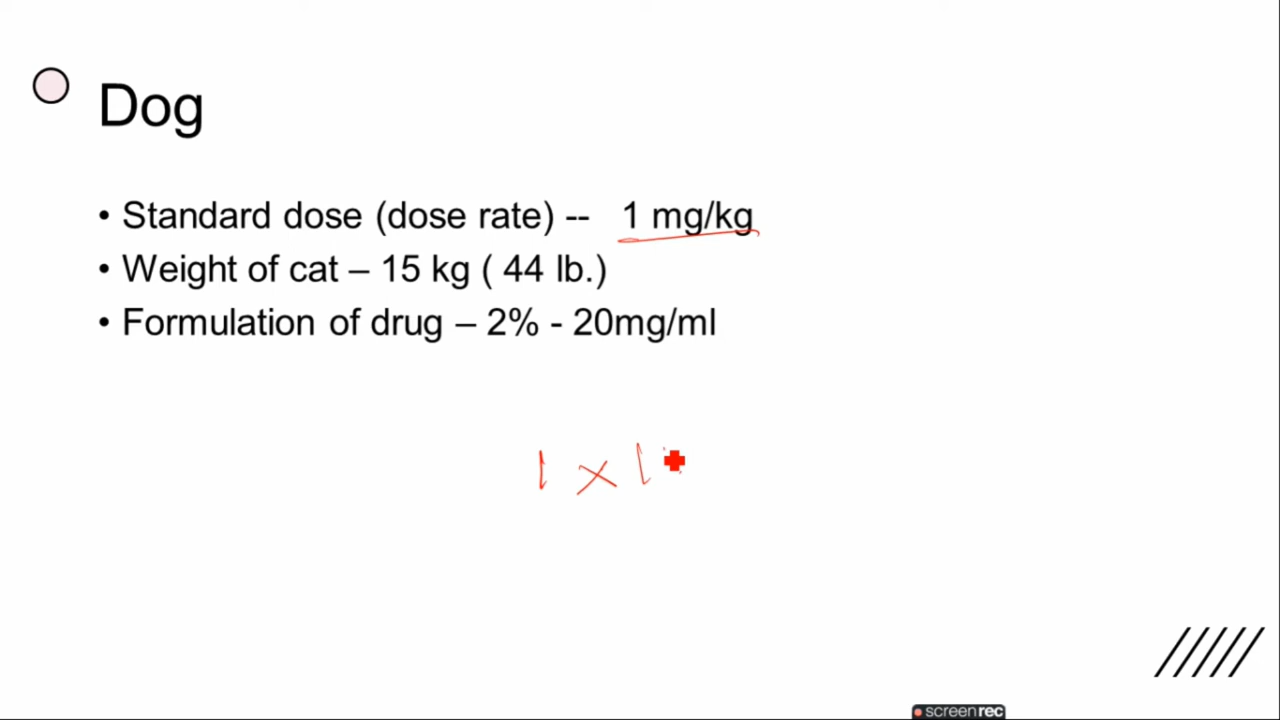 Dog
• Standard dose (dose rate) -- 1 mg/kg
• Weight of cat – 15 kg ( 44 lb.)
• Formulation of drug – 2% - 20mg/ml
1 × 1
screenrec